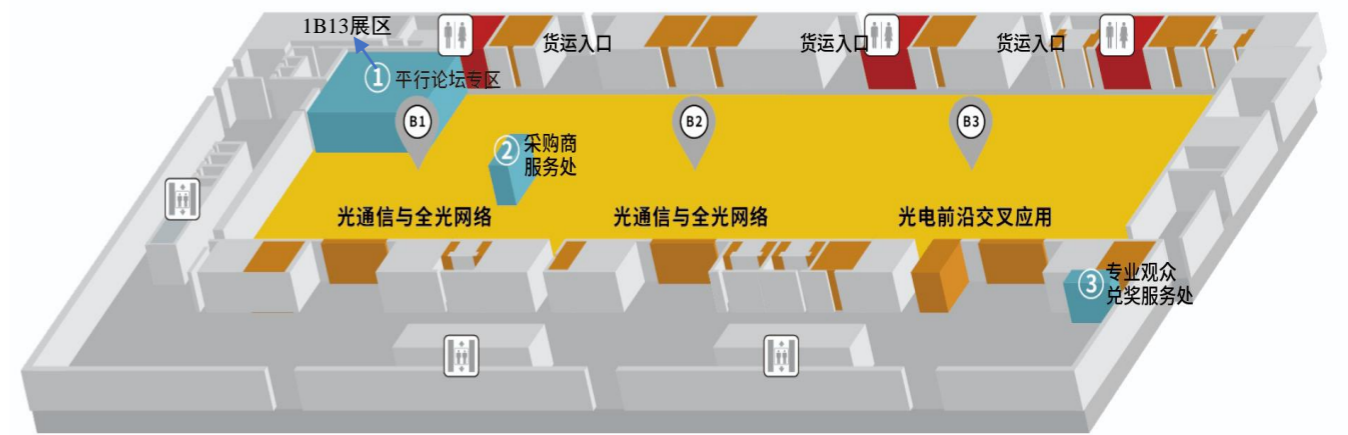 1B13展区
货运入口
货运入口
货运入口
1 平行论坛专区
B1
B2
B3
2 采购商
服务处
光通信与全光网络
光通信与全光网络
光电前沿交叉应用
3 专业观众
兑奖服务处